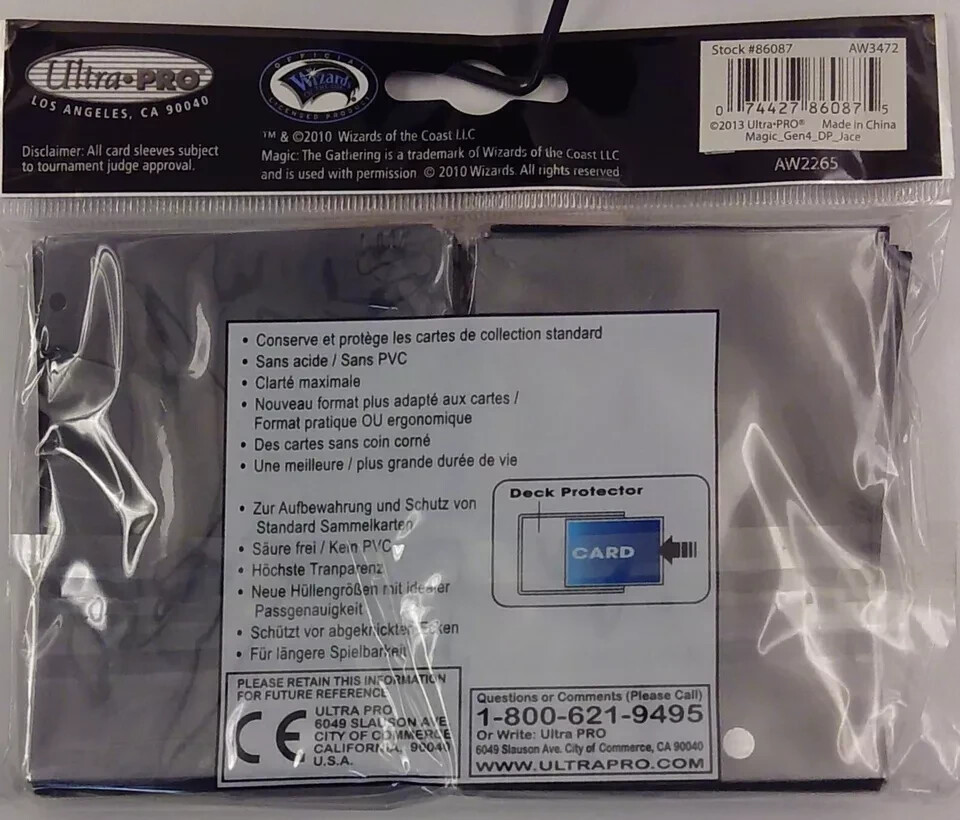 Ultra•PRO®
LOS ANGELES, CA 90040
Disclaimer: All card sleeves subject
to tournament judge approval.
OFFICIAL
Wizards
LICENSED PRODUCT
™ & ©2010 Wizards of the Coast LLC
Magic: The Gathering is a trademark of Wizards of the Coast LLC
and is used with permission © 2010 Wizards. All rights reserved
Stock #86087 AW3472
0 74427 86087 5
©2013 Ultra•PRO® Made in China
Magic_Gen4_DP_Jace
AW2265
• Conserve et protège les cartes de collection standard
• Sans acide / Sans PVC
• Clarté maximale
• Nouveau format plus adapté aux cartes /
Format pratique OU ergonomique
• Des cartes sans coin corné
• Une meilleure / plus grande durée de vie
• Zur Aufbewahrung und Schutz von
Standard Sammelkarten
• Säure frei / Kein PVC
• Höchste Tranparenz
• Neue Hüllengrößen mit idealer
Passgenauigkeit
• Schützt vor abgeknickten Ecken
• Für längere Spielbarkeit
Deck Protector
CARD
PLEASE RETAIN THIS INFORMATION
FOR FUTURE REFERENCE
CE
ULTRA PRO
6049 SLAUSON AVE
CITY OF COMMERCE
CALIFORNIA, 90040
U.S.A.
Questions or Comments (Please Call)
1-800-621-9495
Or Write: Ultra PRO
6049 Slauson Ave. City of Commerce, CA 90040
WWW.ULTRAPRO.COM